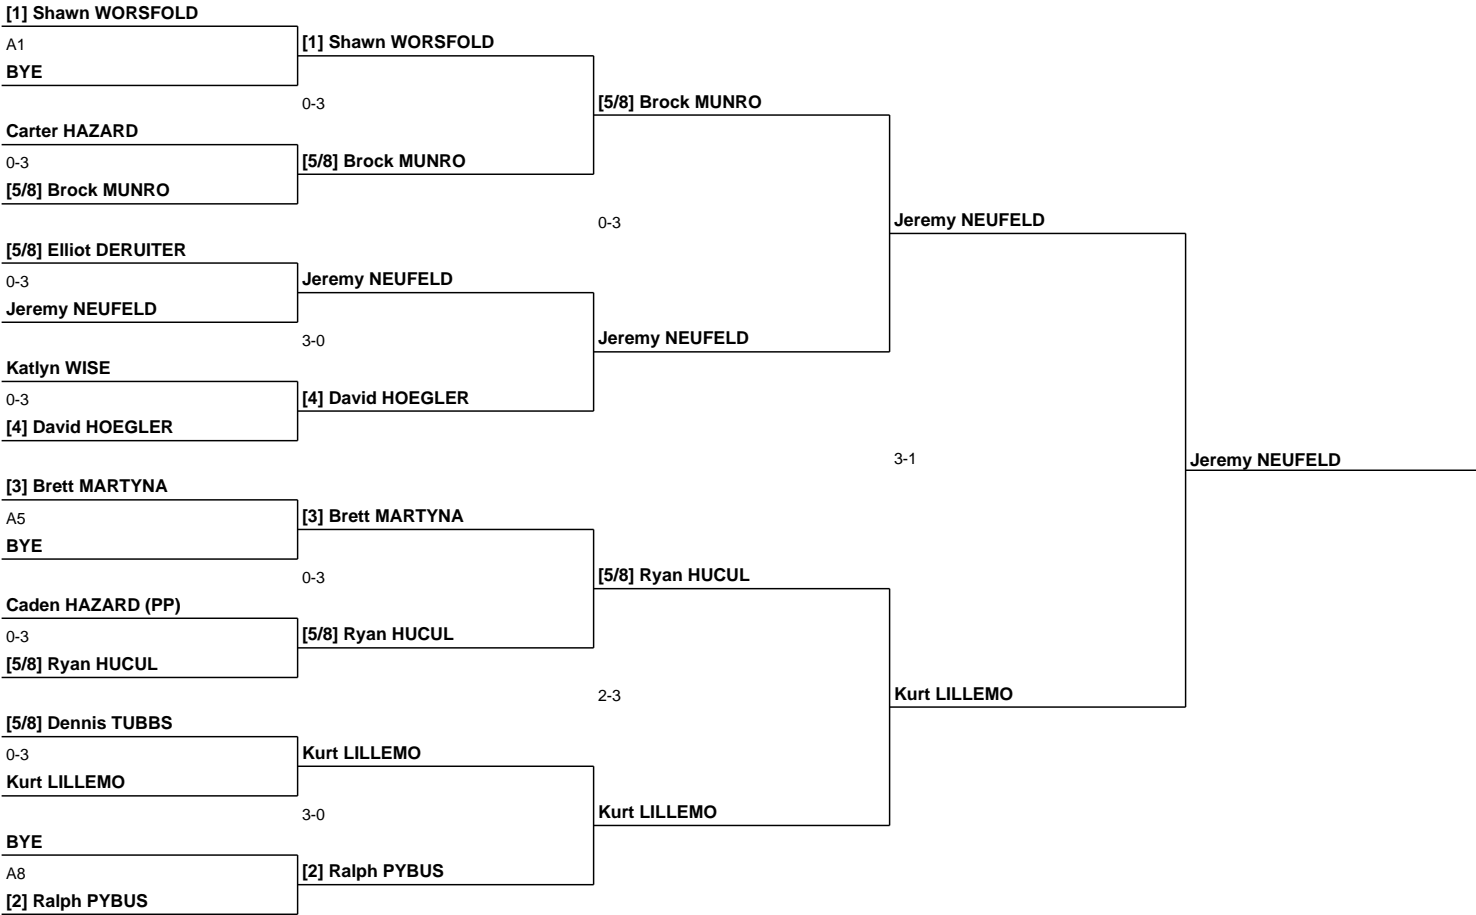 [1] Shawn WORSFOLD
A1
BYE
Carter HAZARD
0-3
[5/8] Brock MUNRO
[5/8] Elliot DERUITER
0-3
Jeremy NEUFELD
Katlyn WISE
0-3
[4] David HOEGLER
[3] Brett MARTYNA
A5
BYE
Caden HAZARD (PP)
0-3
[5/8] Ryan HUCUL
[5/8] Dennis TUBBS
0-3
Kurt LILLEMO
BYE
A8
[2] Ralph PYBUS
[1] Shawn WORSFOLD
0-3
[5/8] Brock MUNRO
Jeremy NEUFELD
3-0
[4] David HOEGLER
[3] Brett MARTYNA
0-3
[5/8] Ryan HUCUL
Kurt LILLEMO
3-0
[2] Ralph PYBUS
[5/8] Brock MUNRO
0-3
Jeremy NEUFELD
[5/8] Ryan HUCUL
2-3
Kurt LILLEMO
Jeremy NEUFELD
3-1
Kurt LILLEMO
Jeremy NEUFELD